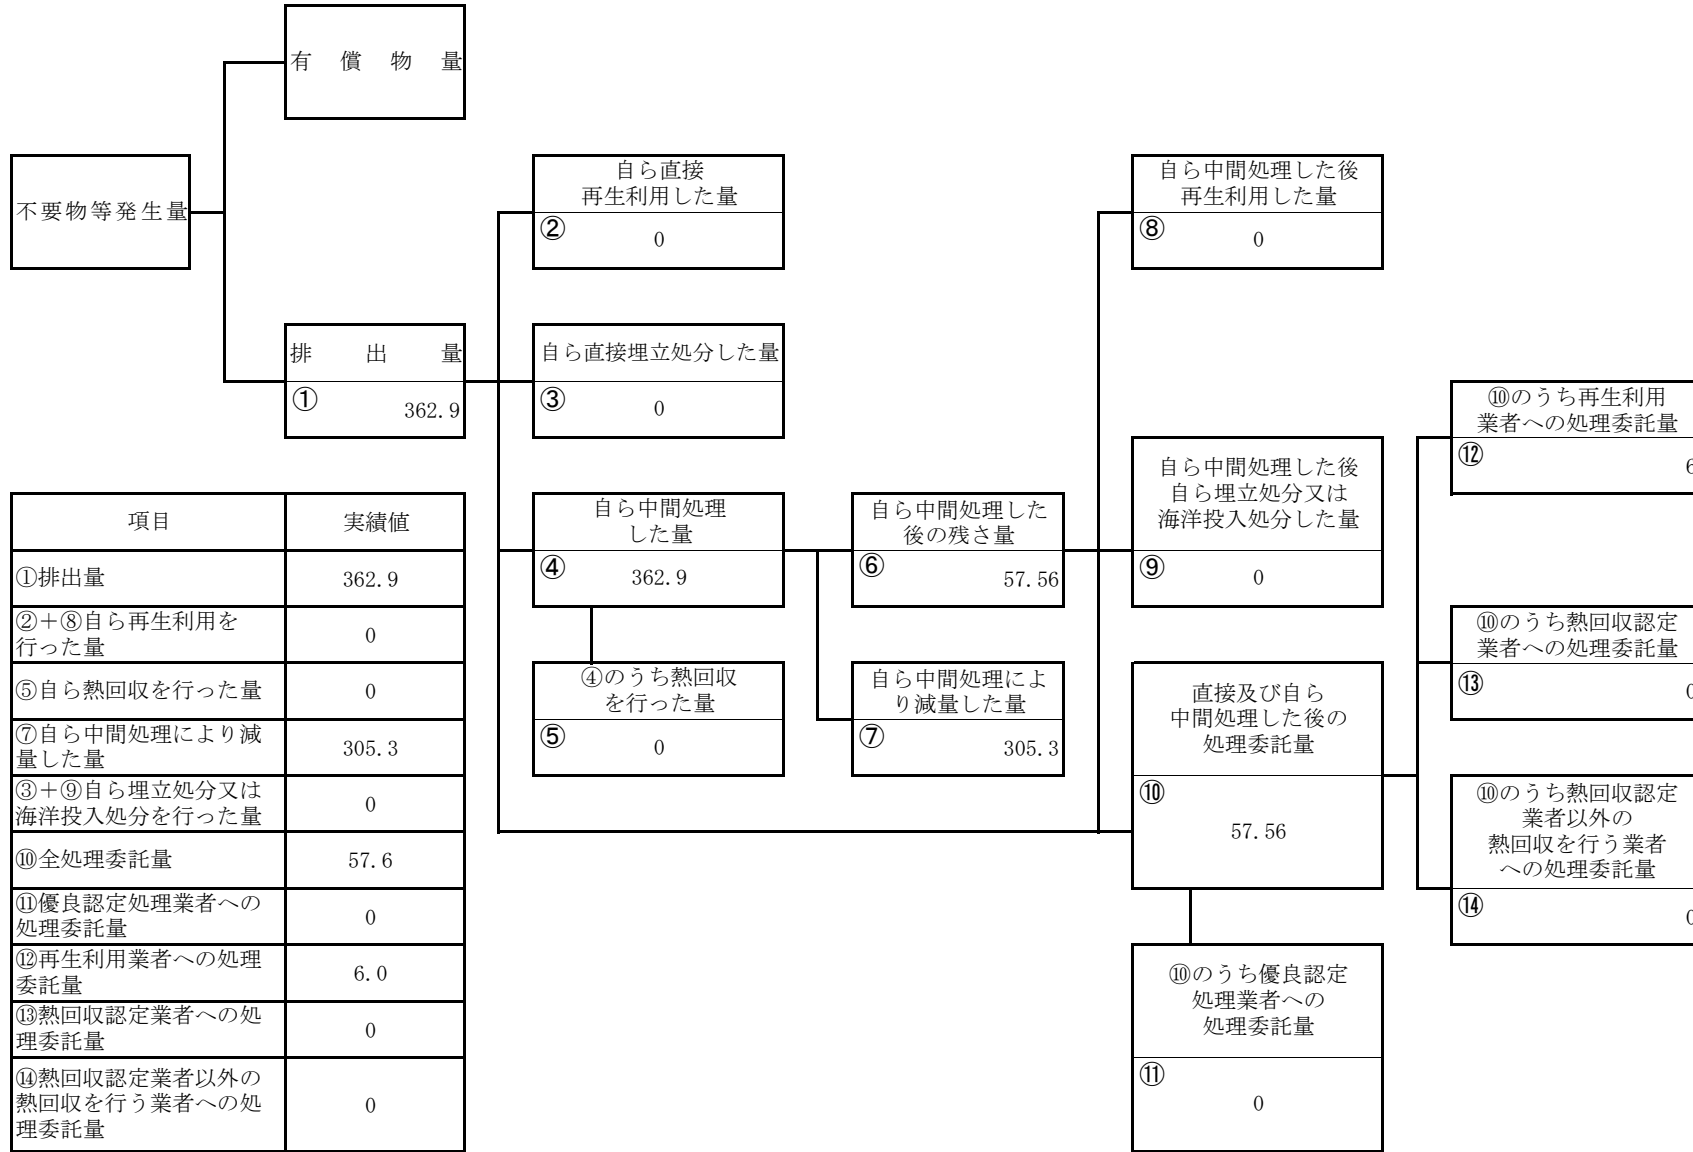 有償物量
不要物等発生量
排出量
①
362.9
自ら直接
再生利用した量
②
0
自ら直接埋立処分した量
③
0
自ら中間処理
した量
④
362.9
④のうち熱回収
を行った量
⑤
0
自ら中間処理した
後の残さ量
⑥
57.56
自ら中間処理によ
り減量した量
⑦
305.3
自ら中間処理した後
再生利用した量
⑧
0
自ら中間処理した後
自ら埋立処分又は
海洋投入処分した量
⑨
0
直接及び自ら
中間処理した後の
処理委託量
⑩
57.56
⑩のうち優良認定
処理業者への
処理委託量
⑪
0
⑩のうち再生利用
業者への処理委託量
⑫
6
⑩のうち熱回収認定
業者への処理委託量
⑬
0
⑩のうち熱回収認定
業者以外の
熱回収を行う業者
への処理委託量
⑭
0
項目 実績値
①排出量 362.9
②＋⑧自ら再生利用を
行った量 0
⑤自ら熱回収を行った量 0
⑦自ら中間処理により減
量した量 305.3
③＋⑨自ら埋立処分又は
海洋投入処分を行った量 0
⑩全処理委託量 57.6
⑪優良認定処理業者への
処理委託量 0
⑫再生利用業者への処理
委託量 6.0
⑬熱回収認定業者への処
理委託量 0
⑭熱回収認定業者以外の
熱回収を行う業者への処
理委託量 0